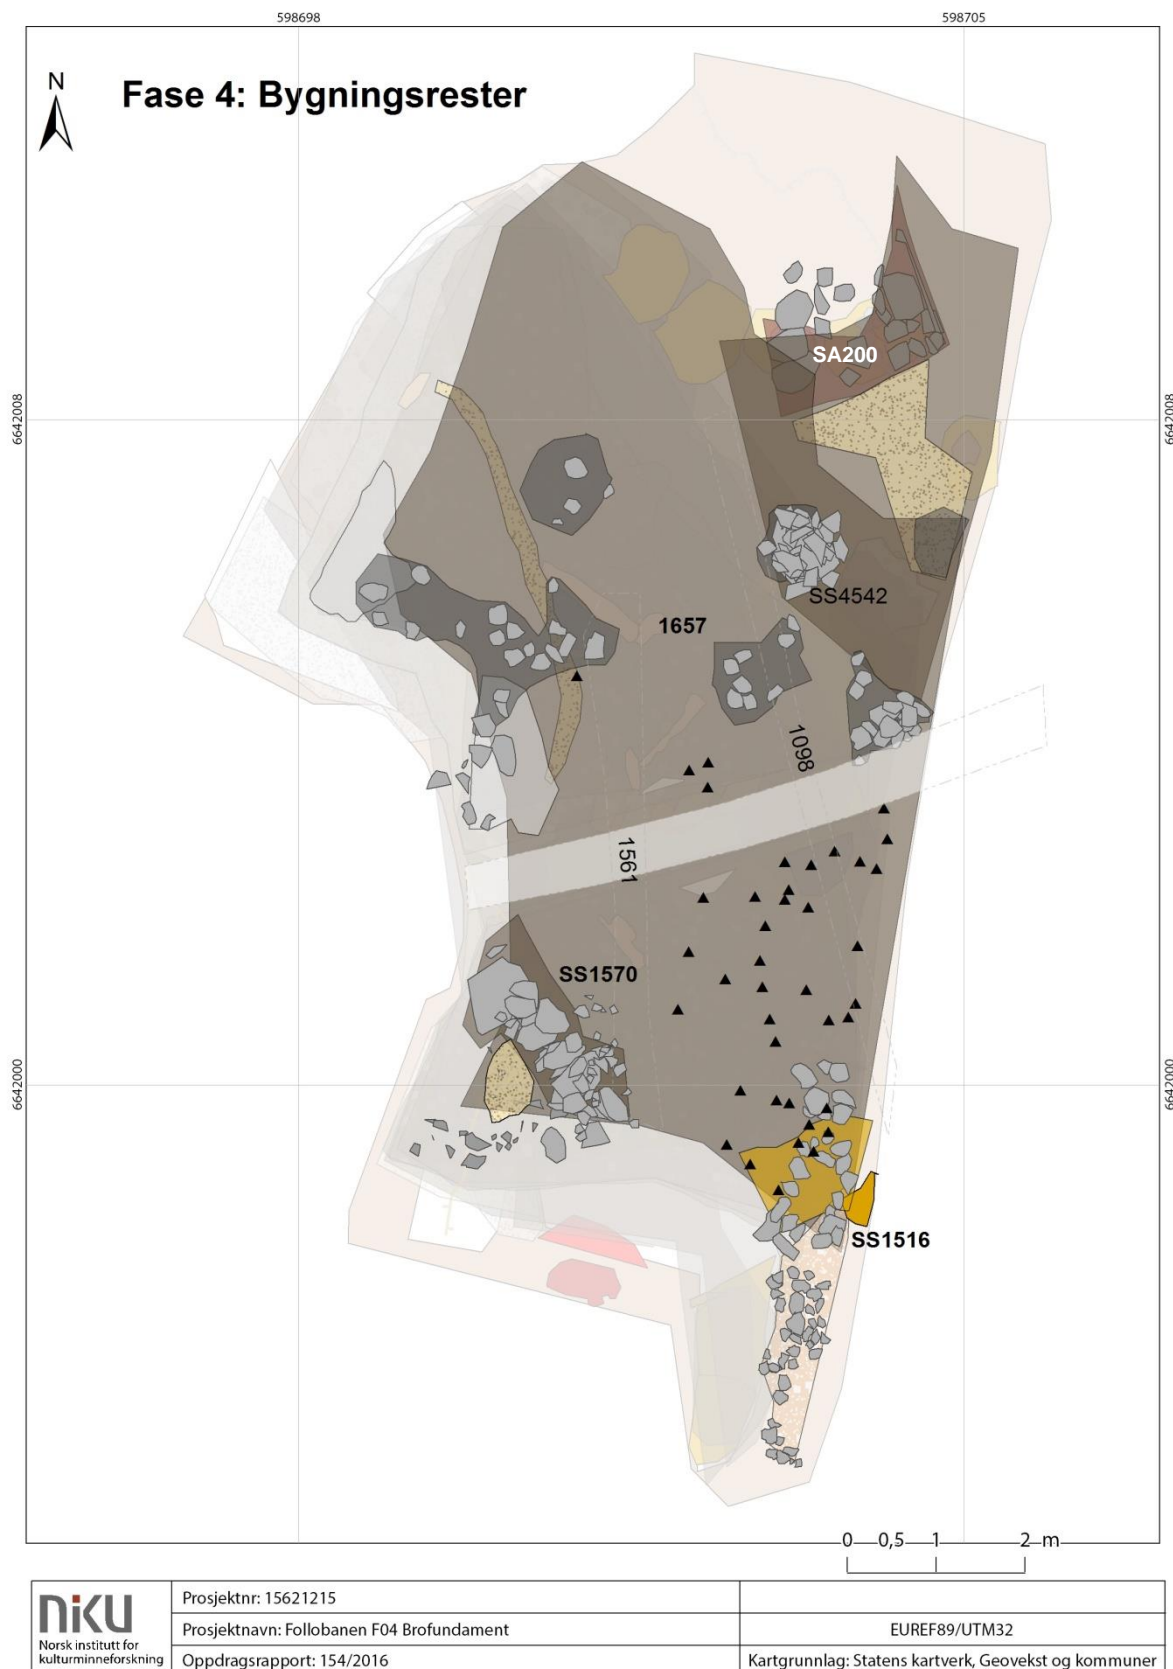 598698
598705
N
Fase 4: Bygningsrester
SA200
6642008
6642008
SS4542
1657
1098
1561
SS1570
6642000
6642000
SS1516
0 0,5 1 2 m
niku
Norsk institutt for
kulturminneforskning
Prosjektnr: 15621215
Prosjektnavn: Follobanen F04 Brofundament
EUREF89/UTM32
Oppdragsrapport: 154/2016
Kartgrunnlag: Statens kartverk, Geovekst og kommuner